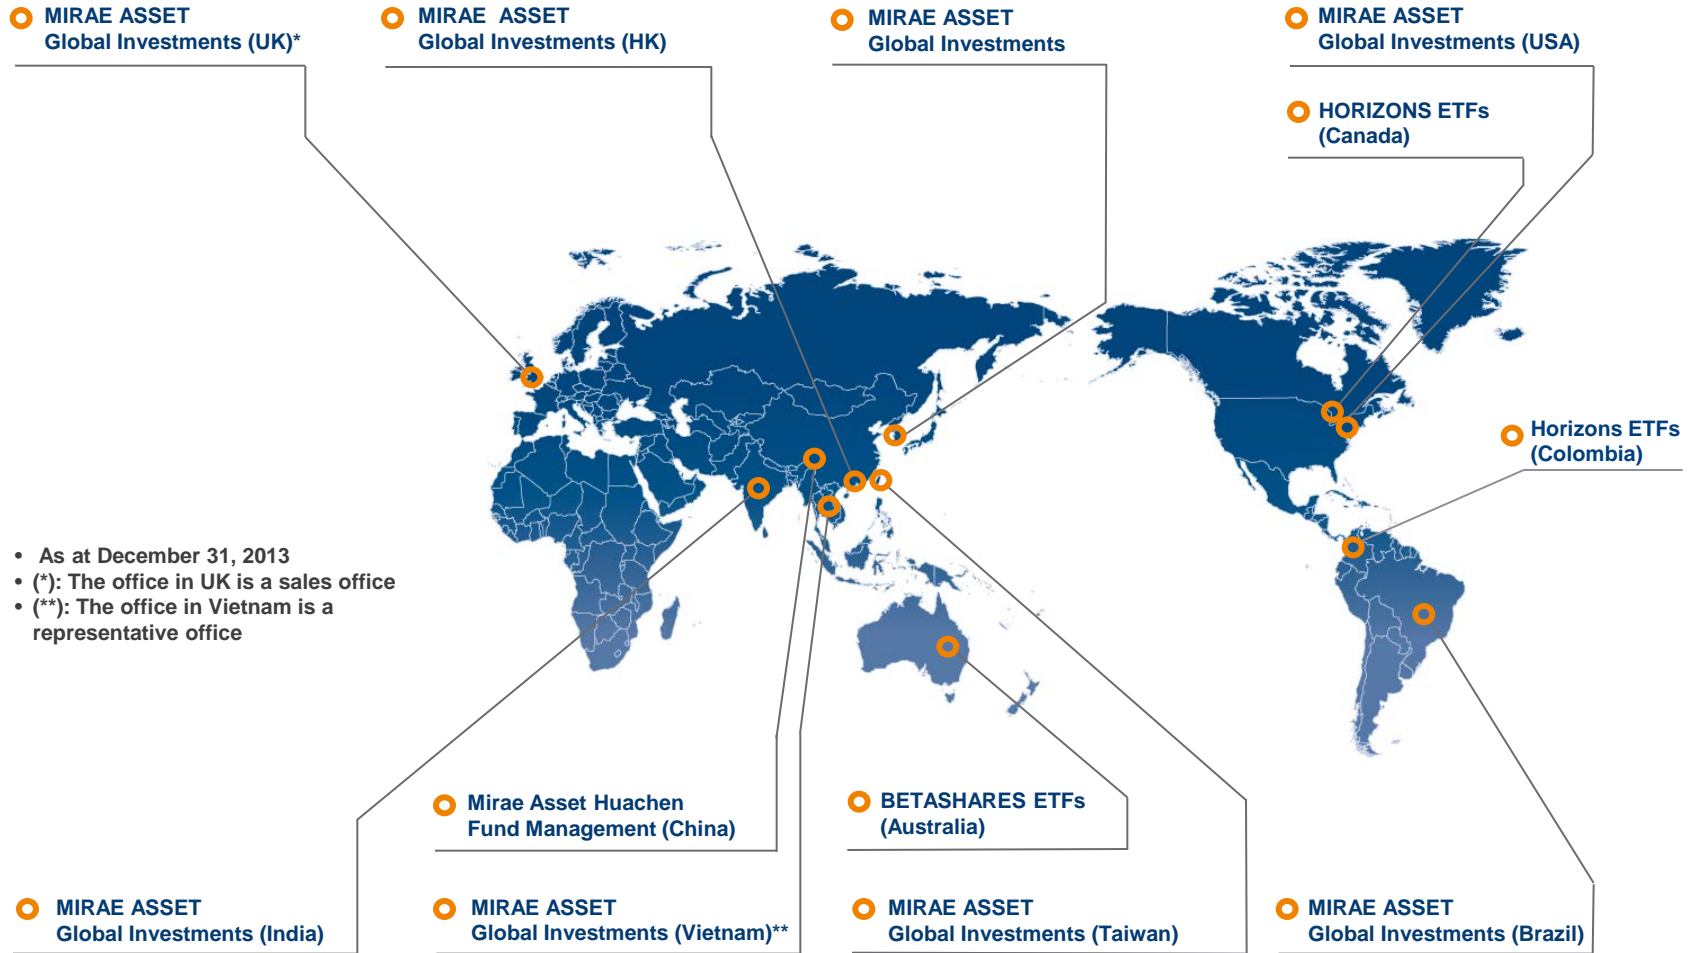 MIRAE ASSET
Global Investments (UK)*
MIRAE ASSET
Global Investments (HK)
MIRAE ASSET
Global Investments
MIRAE ASSET
Global Investments (USA)
HORIZONS ETFs
(Canada)
Horizons ETFs
(Colombia)
• As at December 31, 2013
• (*): The office in UK is a sales office
• (**): The office in Vietnam is a
representative office
Mirae Asset Huachen
Fund Management (China)
BETASHARES ETFs
(Australia)
MIRAE ASSET
Global Investments (India)
MIRAE ASSET
Global Investments (Vietnam)**
MIRAE ASSET
Global Investments (Taiwan)
MIRAE ASSET
Global Investments (Brazil)